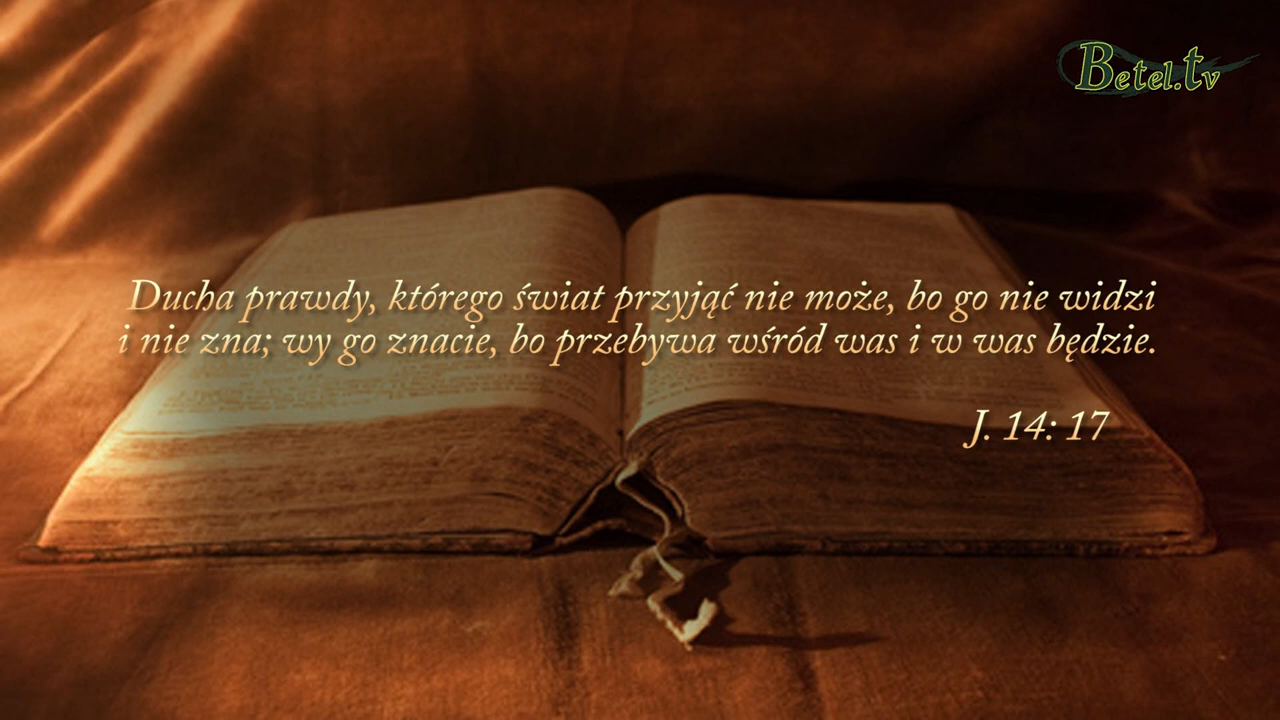 Betel.tv
Ducha prawdy, którego świat przyjąć nie może, bo go nie widzi
i nie zna; wy go znacie, bo przebywa wśród was i w was będzie.
J. 14: 17